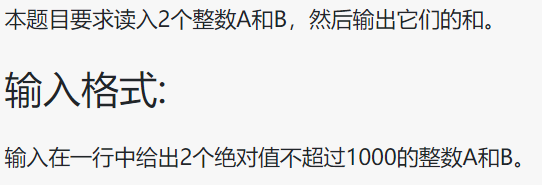 本题目要求读入2个整数A和B，然后输出它们的和。
输入格式:
输入在一行中给出2个绝对值不超过1000的整数A和B。